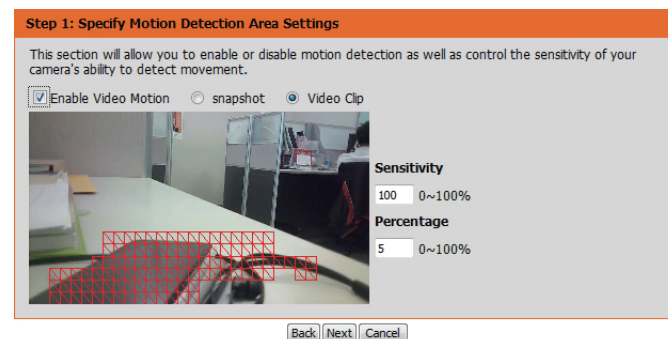 Step 1: Specify Motion Detection Area Settings
This section will allow you to enable or disable motion detection as well as control the sensitivity of your
camera's ability to detect movement.
Enable Video Motion snapshot Video Clip
Sensitivity
100 0~100%
Percentage
5 0~100%
Back Next Cancel